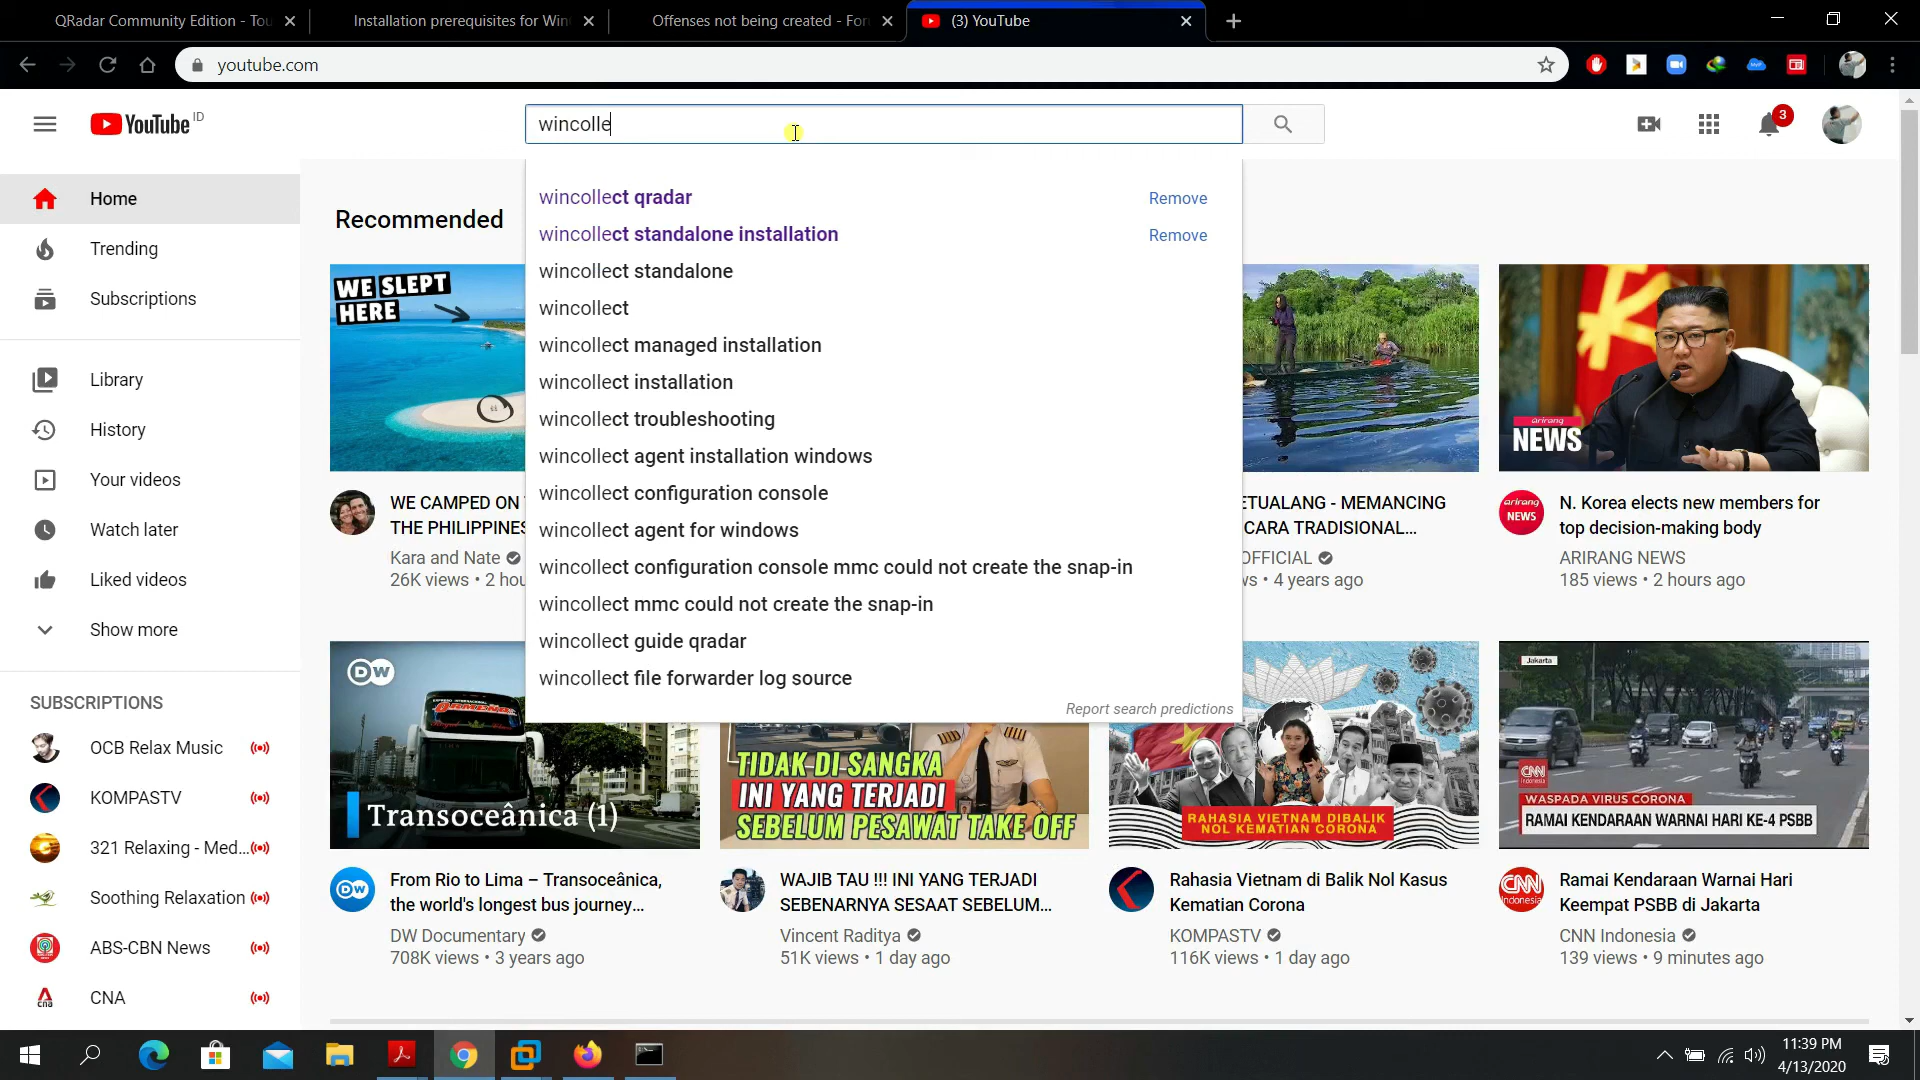 QRadar Community Edition - Tou
Installation prerequisites for Win
Offenses not being created - For
(3) YouTube
youtube.com
YouTube ID
wincolle
3
Home
Trending
Subscriptions
Library
History
Your videos
Watch later
Liked videos
Show more
SUBSCRIPTIONS
OCB Relax Music
KOMPASTV
321 Relaxing - Med...
Soothing Relaxation
ABS-CBN News
CNA
Recommended
wincollect qradar Remove
wincollect standalone installation Remove
wincollect standalone
wincollect
wincollect managed installation
wincollect installation
wincollect troubleshooting
wincollect agent installation windows
wincollect configuration console
wincollect agent for windows
wincollect configuration console mmc could not create the snap-in
wincollect mmc could not create the snap-in
wincollect guide qradar
wincollect file forwarder log source
Report search predictions
WE SLEPT
HERE
WE CAMPED ON
THE PHILIPPINES
Kara and Nate
26K views • 2 hou
ETUALANG - MEMANCING
CARA TRADISIONAL...
OFFICIAL
ws • 4 years ago
arirang
NEWS
arirang
NEWS
N. Korea elects new members for
top decision-making body
ARIRANG NEWS
185 views • 2 hours ago
DW
ORMEÑO
Transoceânica (1)
DW
From Rio to Lima – Transoceânica,
the world's longest bus journey...
DW Documentary
708K views • 3 years ago
TIDAK DI SANGKA
INI YANG TERJADI
SEBELUM PESAWAT TAKE OFF
WAJIB TAU !!! INI YANG TERJADI
SEBENARNYA SESAAT SEBELUM...
Vincent Raditya
51K views • 1 day ago
RAHASIA VIETNAM DIBALIK
NOL KEMATIAN CORONA
Rahasia Vietnam di Balik Nol Kasus
Kematian Corona
KOMPASTV
116K views • 1 day ago
Jakarta
CNN
Indonesia
WASPADA VIRUS CORONA
RAMAI KENDARAAN WARNAI HARI KE-4 PSBB
CNN
Indonesia
Ramai Kendaraan Warnai Hari
Keempat PSBB di Jakarta
CNN Indonesia
139 views • 9 minutes ago
11:39 PM
4/13/2020